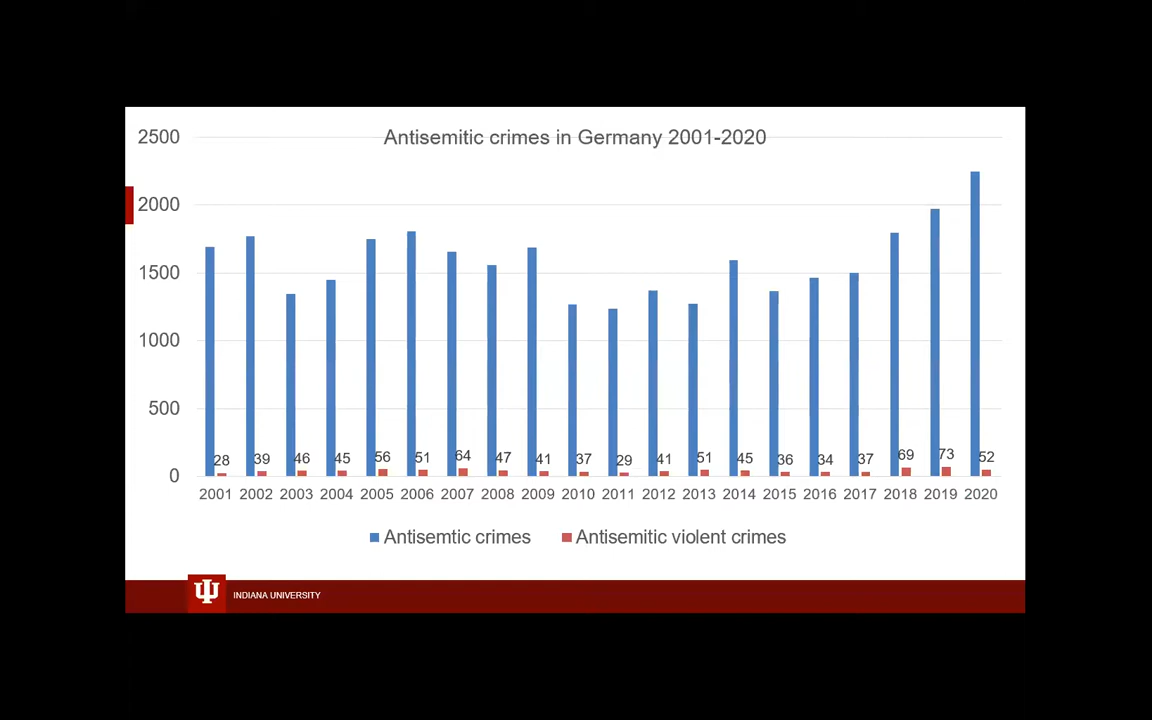 Antisemitic crimes in Germany 2001-2020
2500
2000
1500
1000
500
0
28 39 46 45 56 51 64 47 41 37 29 41 51 45 36 34 37 69 73 52
2001 2002 2003 2004 2005 2006 2007 2008 2009 2010 2011 2012 2013 2014 2015 2016 2017 2018 2019 2020
Antisemtic crimes Antisemitic violent crimes
INDIANA UNIVERSITY